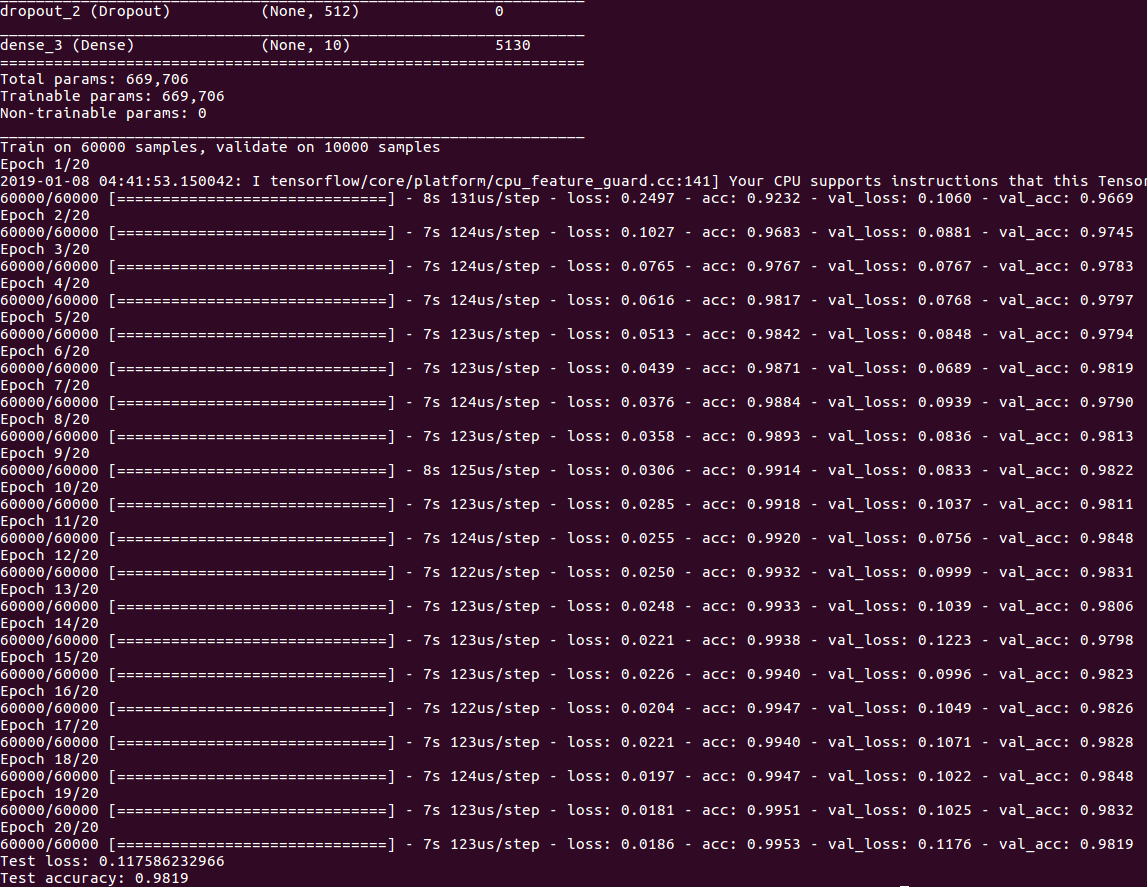 dropout_2 (Dropout)          (None, 512)               0
_________________________________________________________________
dense_3 (Dense)              (None, 10)                5130
=================================================================
Total params: 669,706
Trainable params: 669,706
Non-trainable params: 0
_________________________________________________________________
Train on 60000 samples, validate on 10000 samples
Epoch 1/20
2019-01-08 04:41:53.150042: I tensorflow/core/platform/cpu_feature_guard.cc:141] Your CPU supports instructions that this Tensor
60000/60000 [==============================] - 8s 131us/step - loss: 0.2497 - acc: 0.9232 - val_loss: 0.1060 - val_acc: 0.9669
Epoch 2/20
60000/60000 [==============================] - 7s 124us/step - loss: 0.1027 - acc: 0.9683 - val_loss: 0.0881 - val_acc: 0.9745
Epoch 3/20
60000/60000 [==============================] - 7s 124us/step - loss: 0.0765 - acc: 0.9767 - val_loss: 0.0767 - val_acc: 0.9783
Epoch 4/20
60000/60000 [==============================] - 7s 124us/step - loss: 0.0616 - acc: 0.9817 - val_loss: 0.0768 - val_acc: 0.9797
Epoch 5/20
60000/60000 [==============================] - 7s 123us/step - loss: 0.0513 - acc: 0.9842 - val_loss: 0.0848 - val_acc: 0.9794
Epoch 6/20
60000/60000 [==============================] - 7s 123us/step - loss: 0.0439 - acc: 0.9871 - val_loss: 0.0689 - val_acc: 0.9819
Epoch 7/20
60000/60000 [==============================] - 7s 124us/step - loss: 0.0376 - acc: 0.9884 - val_loss: 0.0939 - val_acc: 0.9790
Epoch 8/20
60000/60000 [==============================] - 7s 123us/step - loss: 0.0358 - acc: 0.9893 - val_loss: 0.0836 - val_acc: 0.9813
Epoch 9/20
60000/60000 [==============================] - 8s 125us/step - loss: 0.0306 - acc: 0.9914 - val_loss: 0.0833 - val_acc: 0.9822
Epoch 10/20
60000/60000 [==============================] - 7s 123us/step - loss: 0.0285 - acc: 0.9918 - val_loss: 0.1037 - val_acc: 0.9811
Epoch 11/20
60000/60000 [==============================] - 7s 124us/step - loss: 0.0255 - acc: 0.9920 - val_loss: 0.0756 - val_acc: 0.9848
Epoch 12/20
60000/60000 [==============================] - 7s 122us/step - loss: 0.0250 - acc: 0.9932 - val_loss: 0.0999 - val_acc: 0.9831
Epoch 13/20
60000/60000 [==============================] - 7s 123us/step - loss: 0.0248 - acc: 0.9933 - val_loss: 0.1039 - val_acc: 0.9806
Epoch 14/20
60000/60000 [==============================] - 7s 123us/step - loss: 0.0221 - acc: 0.9938 - val_loss: 0.1223 - val_acc: 0.9798
Epoch 15/20
60000/60000 [==============================] - 7s 123us/step - loss: 0.0226 - acc: 0.9940 - val_loss: 0.0996 - val_acc: 0.9823
Epoch 16/20
60000/60000 [==============================] - 7s 122us/step - loss: 0.0204 - acc: 0.9947 - val_loss: 0.1049 - val_acc: 0.9826
Epoch 17/20
60000/60000 [==============================] - 7s 123us/step - loss: 0.0221 - acc: 0.9940 - val_loss: 0.1071 - val_acc: 0.9828
Epoch 18/20
60000/60000 [==============================] - 7s 124us/step - loss: 0.0197 - acc: 0.9947 - val_loss: 0.1022 - val_acc: 0.9848
Epoch 19/20
60000/60000 [==============================] - 7s 123us/step - loss: 0.0181 - acc: 0.9951 - val_loss: 0.1025 - val_acc: 0.9832
Epoch 20/20
60000/60000 [==============================] - 7s 123us/step - loss: 0.0186 - acc: 0.9953 - val_loss: 0.1176 - val_acc: 0.9819
Test loss: 0.117586232966
Test accuracy: 0.9819